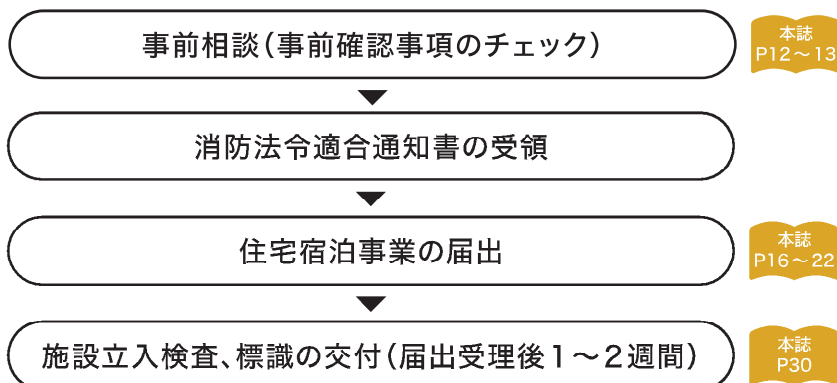 事前相談（事前確認事項のチェック）
本誌
P12～13
消防法令適合通知書の受領
住宅宿泊事業の届出
本誌
P16～22
施設立入検査、標識の交付（届出受理後1～2週間）
本誌
P30